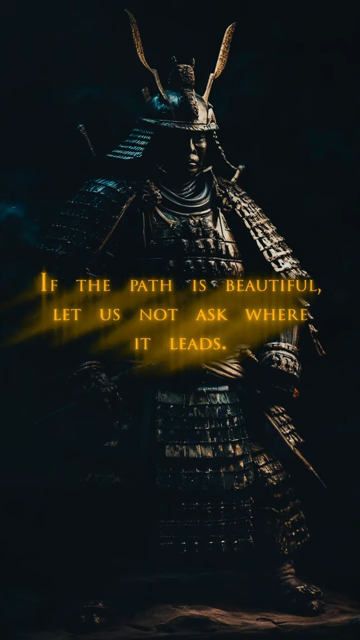 If the path is beautiful,
let us not ask where
it leads.